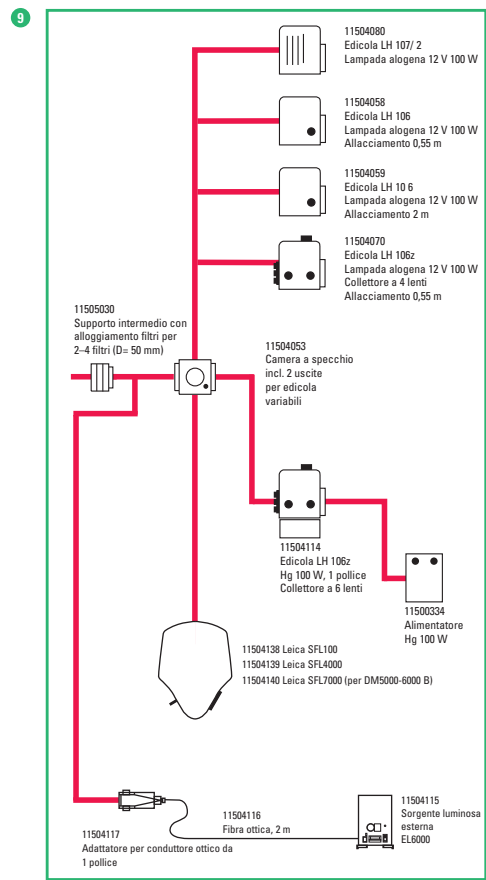 9
11504080
Edicola LH 107/ 2
Lampada alogena 12 V 100 W
11504058
Edicola LH 106
Lampada alogena 12 V 100 W
Allacciamento 0,55 m
11504059
Edicola LH 10 6
Lampada alogena 12 V 100 W
Allacciamento 2 m
11504070
Edicola LH 106z
Lampada alogena 12 V 100 W
Collettore a 4 lenti
Allacciamento 0,55 m
11505030
Supporto intermedio con
alloggiamento filtri per
2–4 filtri (D= 50 mm)
11504053
Camera a specchio
incl. 2 uscite
per edicola
variabili
11504114
Edicola LH 106z
Hg 100 W, 1 pollice
Collettore a 6 lenti
11500334
Alimentatore
Hg 100 W
11504138 Leica SFL100
11504139 Leica SFL4000
11504140 Leica SFL7000 (per DM5000-6000 B)
11504117
Adattatore per conduttore ottico da
1 pollice
11504116
Fibra ottica, 2 m
11504115
Sorgente luminosa
esterna
EL6000